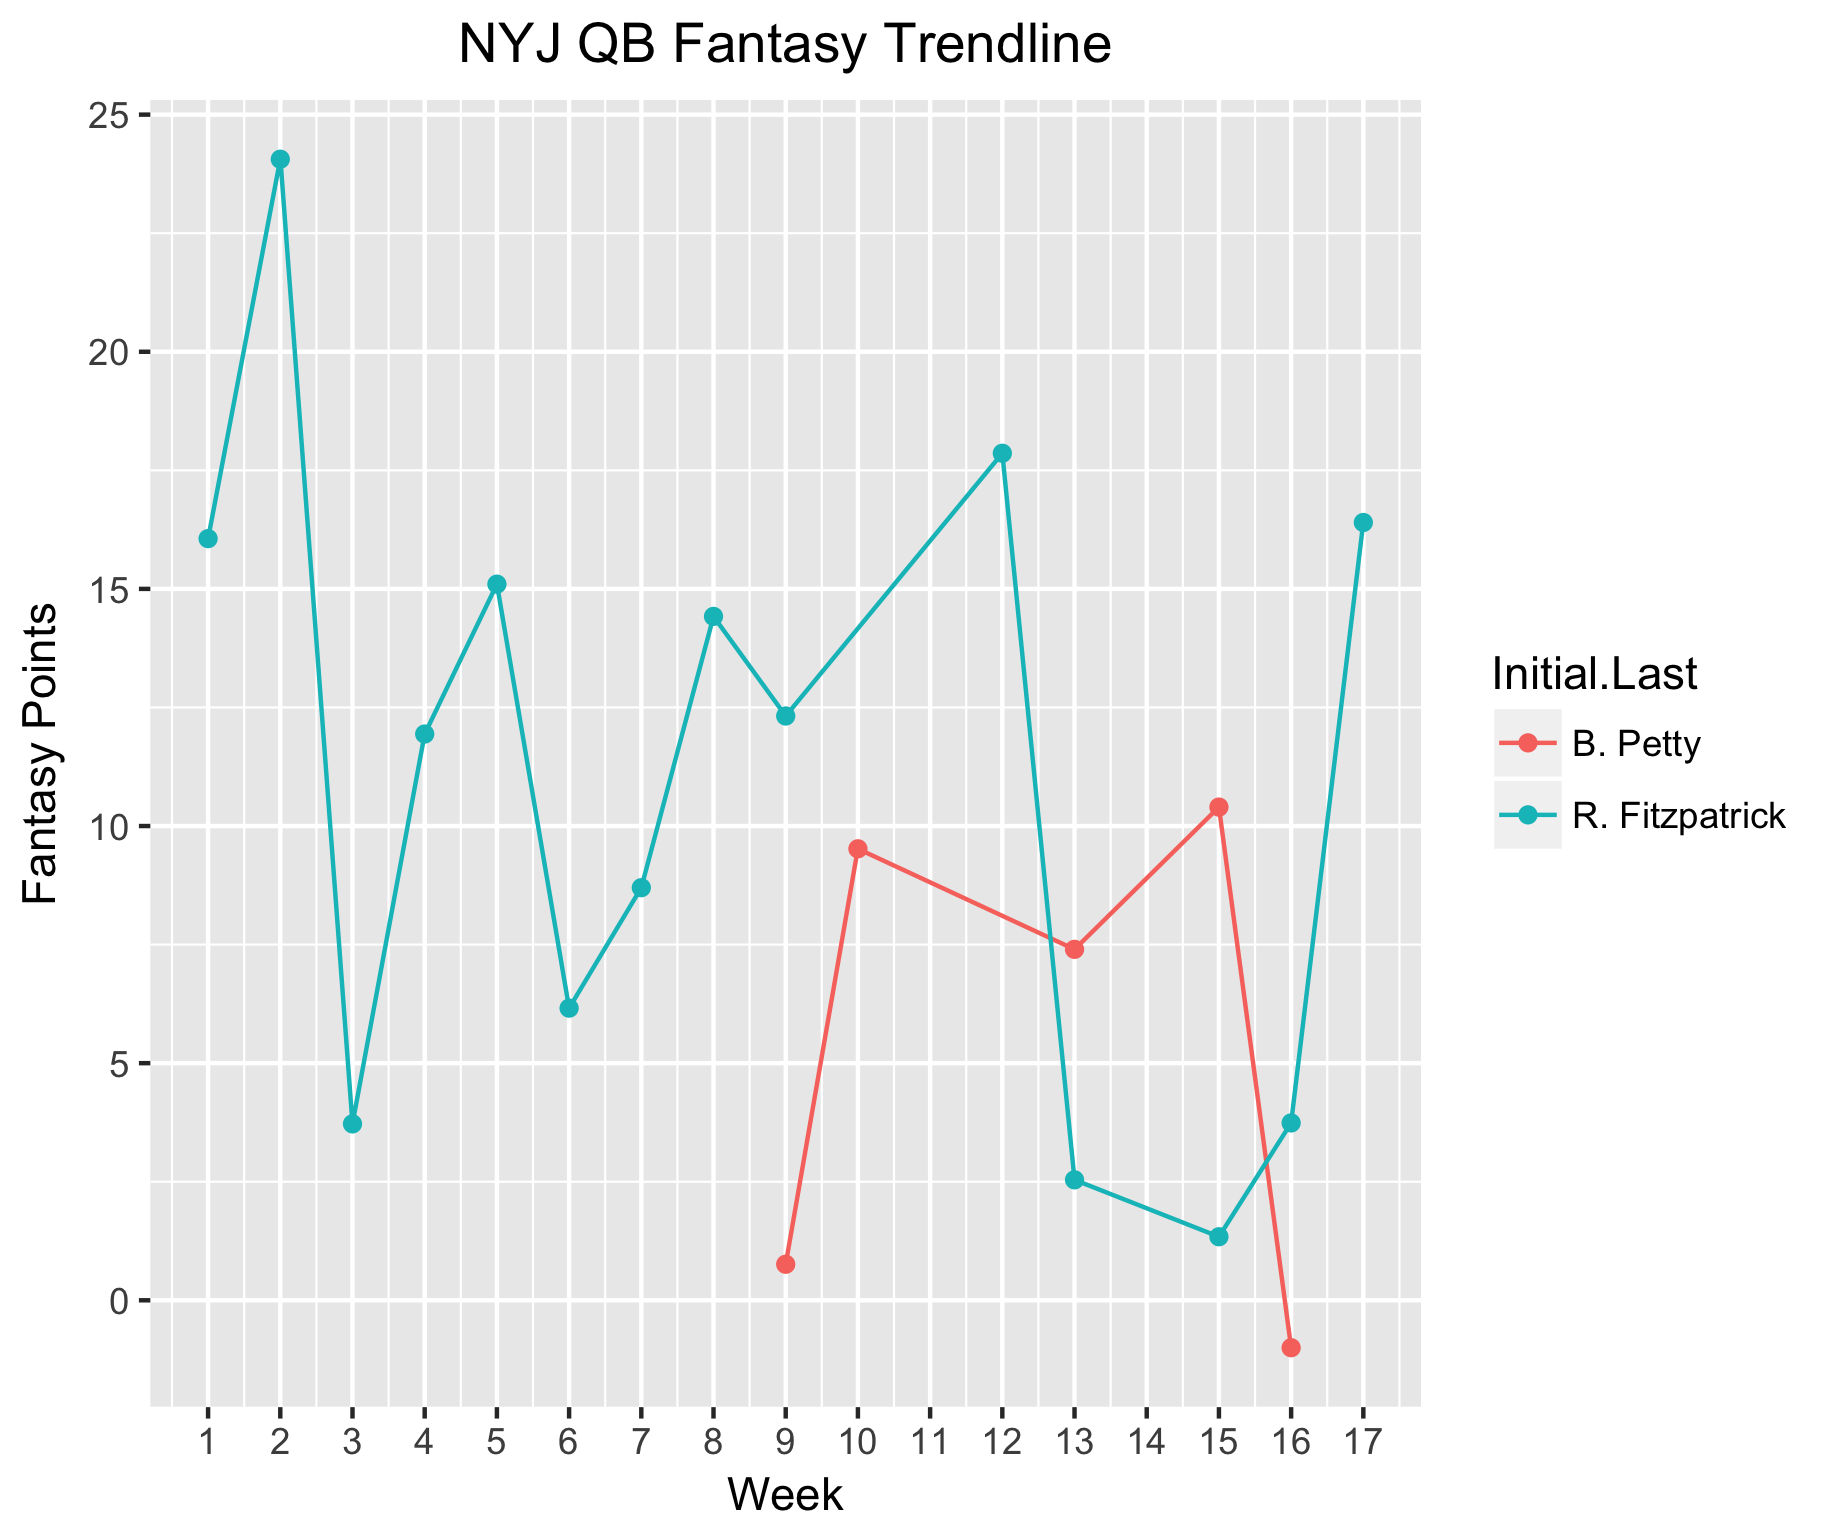 NYJ QB Fantasy Trendline
25
20
15
10
5
0
Fantasy Points
1 2 3 4 5 6 7 8 9 10 11 12 13 14 15 16 17
Week
Initial.Last
B. Petty
R. Fitzpatrick